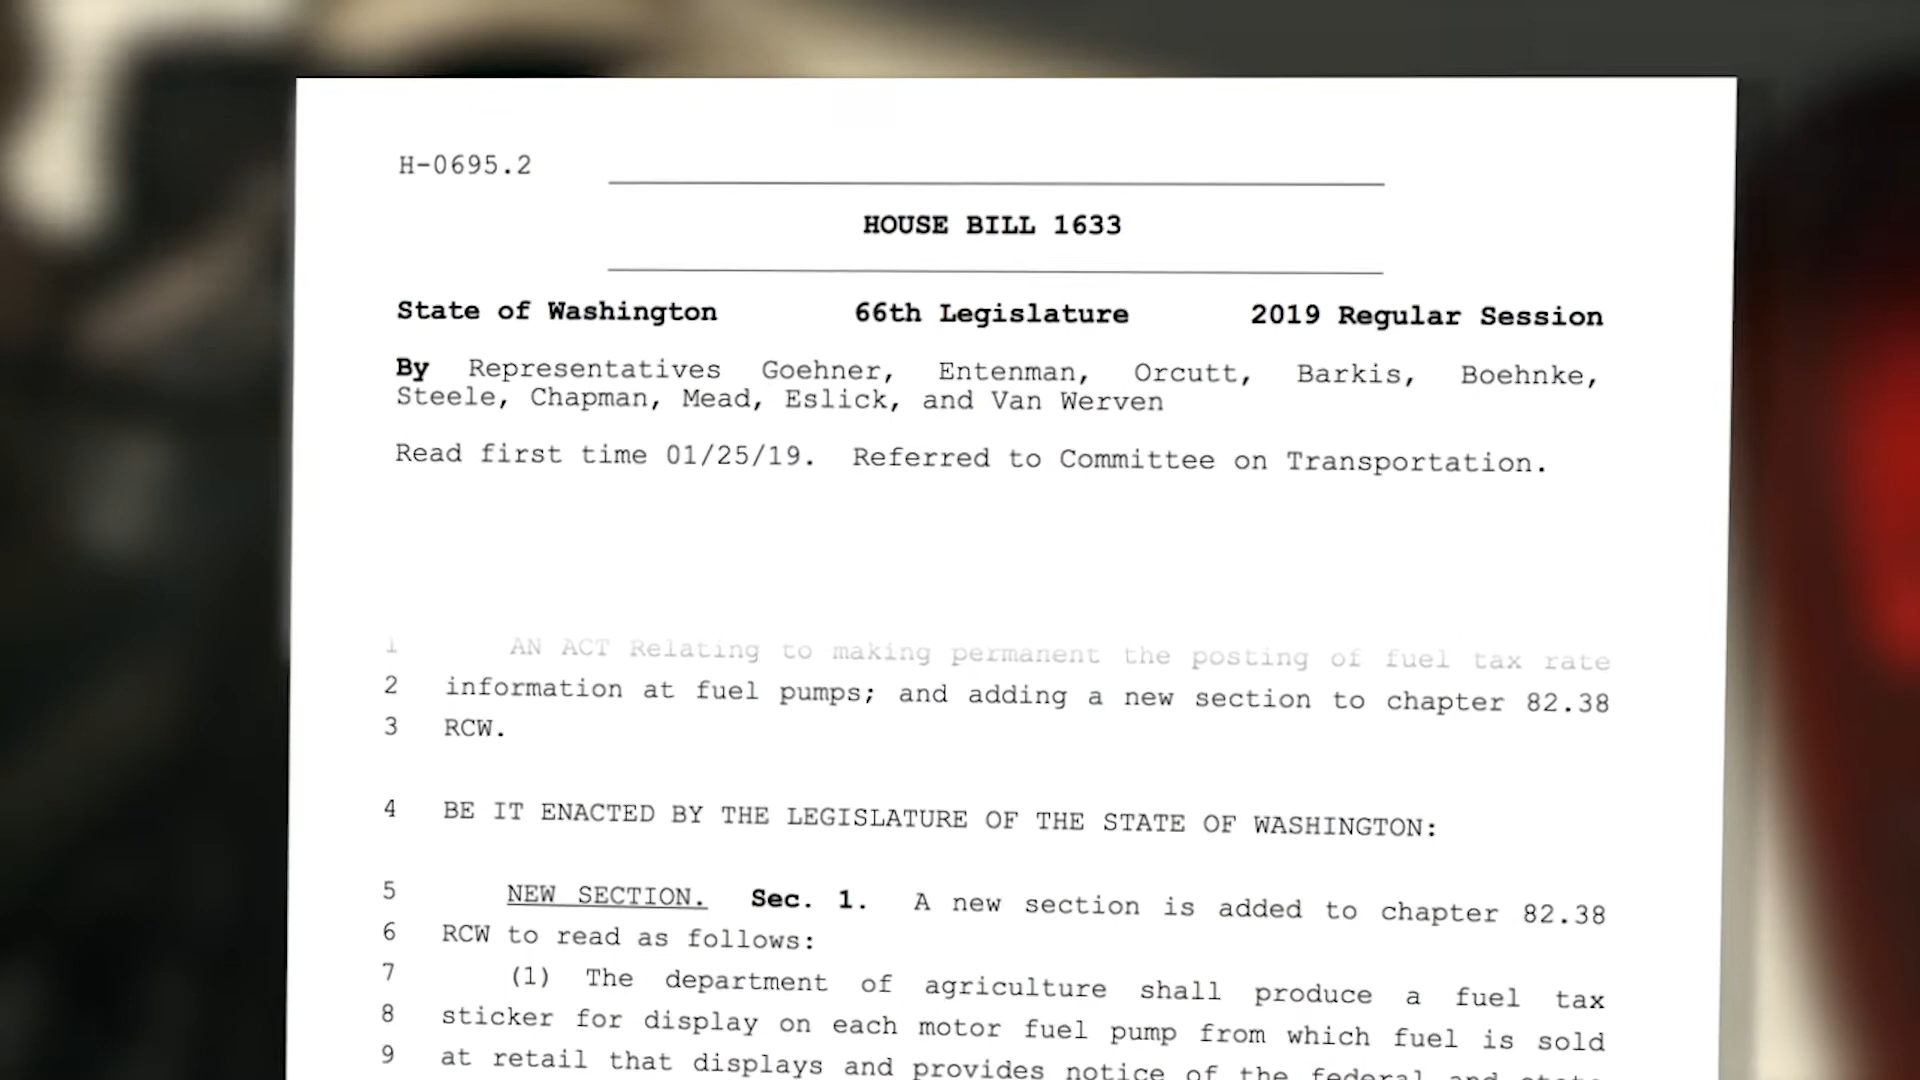 H-0695.2
HOUSE BILL 1633
State of Washington 66th Legislature 2019 Regular Session
By Representatives Goehner, Entenman, Orcutt, Barkis, Boehnke,
Steele, Chapman, Mead, Eslick, and Van Werven
Read first time 01/25/19. Referred to Committee on Transportation.
1 AN ACT Relating to making permanent the posting of fuel tax rate
2 information at fuel pumps; and adding a new section to chapter 82.38
3 RCW.
4 BE IT ENACTED BY THE LEGISLATURE OF THE STATE OF WASHINGTON:
5 NEW SECTION. Sec. 1. A new section is added to chapter 82.38
6 RCW to read as follows:
7 (1) The department of agriculture shall produce a fuel tax
8 sticker for display on each motor fuel pump from which fuel is sold
9 at retail that displays and provides notice of the federal and state